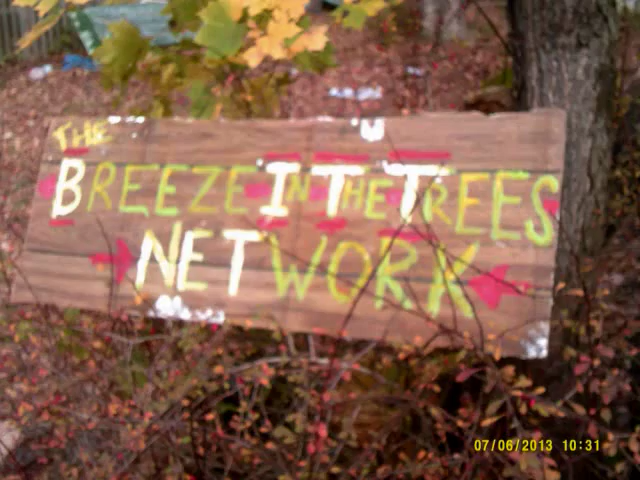 THE
BREEZE IN THE TREES
NETWORK
07/06/2013 10:31